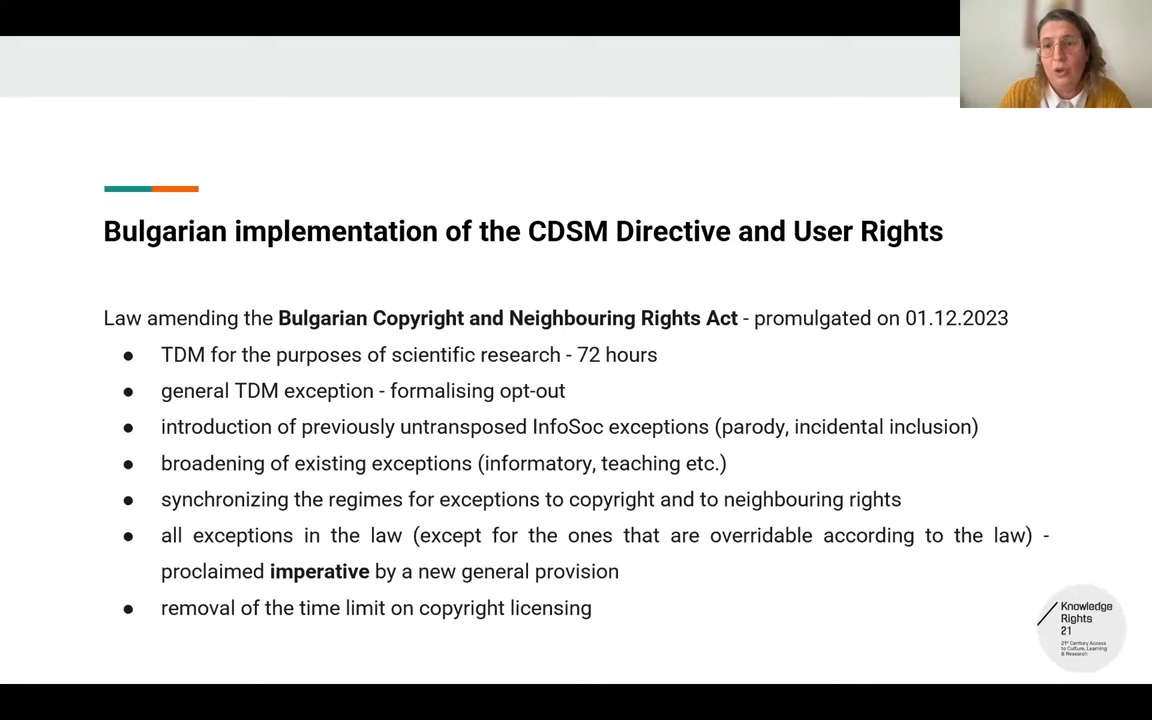 Bulgarian implementation of the CDSM Directive and User Rights
Law amending the Bulgarian Copyright and Neighbouring Rights Act - promulgated on 01.12.2023
● TDM for the purposes of scientific research - 72 hours
● general TDM exception - formalising opt-out
● introduction of previously untransposed InfoSoc exceptions (parody, incidental inclusion)
● broadening of existing exceptions (informatory, teaching etc.)
● synchronizing the regimes for exceptions to copyright and to neighbouring rights
● all exceptions in the law (except for the ones that are overridable according to the law) -
proclaimed imperative by a new general provision
● removal of the time limit on copyright licensing
Knowledge
Rights
21
21st Century Access
to Culture, Learning
& Research